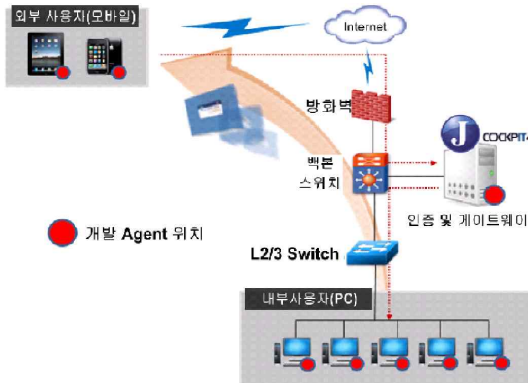 외부 사용자(모바일)
Internet
방화벽
J COCKPIT4
백본
스위치
인증 및 게이트웨이
개발 Agent 위치
L2/3 Switch
내부사용자(PC)